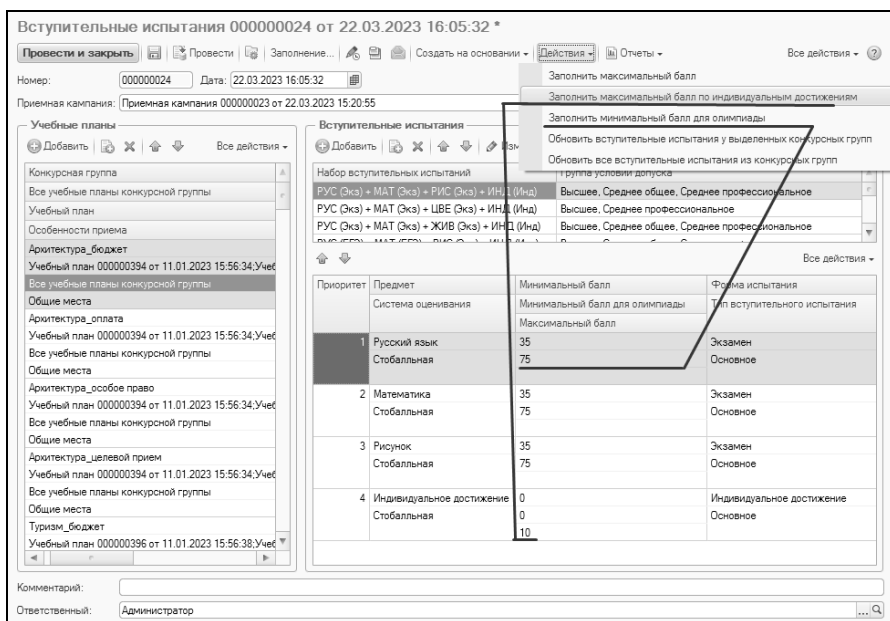 Вступительные испытания 000000024 от 22.03.2023 16:05:32 *
Провести и закрыть Провести Заполнение... Создать на основании Действия Отчеты Все действия
Номер: 000000024 Дата: 22.03.2023 16:05:32
Приемная кампания: Приемная кампания 000000023 от 22.03.2023 15:20:55
Заполнить максимальный балл
Заполнить максимальный балл по индивидуальным достижениям
Заполнить минимальный балл для олимпиады
Обновить вступительные испытания у выделенных конкурсных групп
Обновить все вступительные испытания из конкурсных групп
Учебные планы
Добавить Все действия
Конкурсная группа
Все учебные планы конкурсной группы
Учебный план
Особенности приема
Архитектура_бюджет
Учебный план 000000394 от 11.01.2023 15:56:34;Учеб
Все учебные планы конкурсной группы
Общие места
Архитектура_оплата
Учебный план 000000394 от 11.01.2023 15:56:34;Учеб
Все учебные планы конкурсной группы
Общие места
Архитектура_особое право
Учебный план 000000394 от 11.01.2023 15:56:34;Учеб
Все учебные планы конкурсной группы
Общие места
Архитектура_целевой прием
Учебный план 000000394 от 11.01.2023 15:56:34;Учеб
Все учебные планы конкурсной группы
Общие места
Туризм_бюджет
Учебный план 000000396 от 11.01.2023 15:56:38;Учеб
Вступительные испытания
Добавить Изм
Набор вступительных испытаний Группа условий допуска
РУС (Экз) + МАТ (Экз) + РИС (Экз) + ИНД (Инд) Высшее, Среднее общее, Среднее профессиональное
РУС (Экз) + МАТ (Экз) + ЦВЕ (Экз) + ИНД (Инд) Высшее, Среднее профессиональное
РУС (Экз) + МАТ (Экз) + ЖИВ (Экз) + ИНД (Инд) Высшее, Среднее общее, Среднее профессиональное
Все действия
Приоритет Предмет Минимальный балл Форма испытания
Система оценивания Минимальный балл для олимпиады Тип вступительного испытания
Максимальный балл
1 Русский язык 35 Экзамен
Стобалльная 75 Основное
2 Математика 35 Экзамен
Стобалльная 75 Основное
3 Рисунок 35 Экзамен
Стобалльная 75 Основное
4 Индивидуальное достижение 0 Индивидуальное достижение
Стобалльная 0 Основное
10
Комментарий:
Ответственный: Администратор